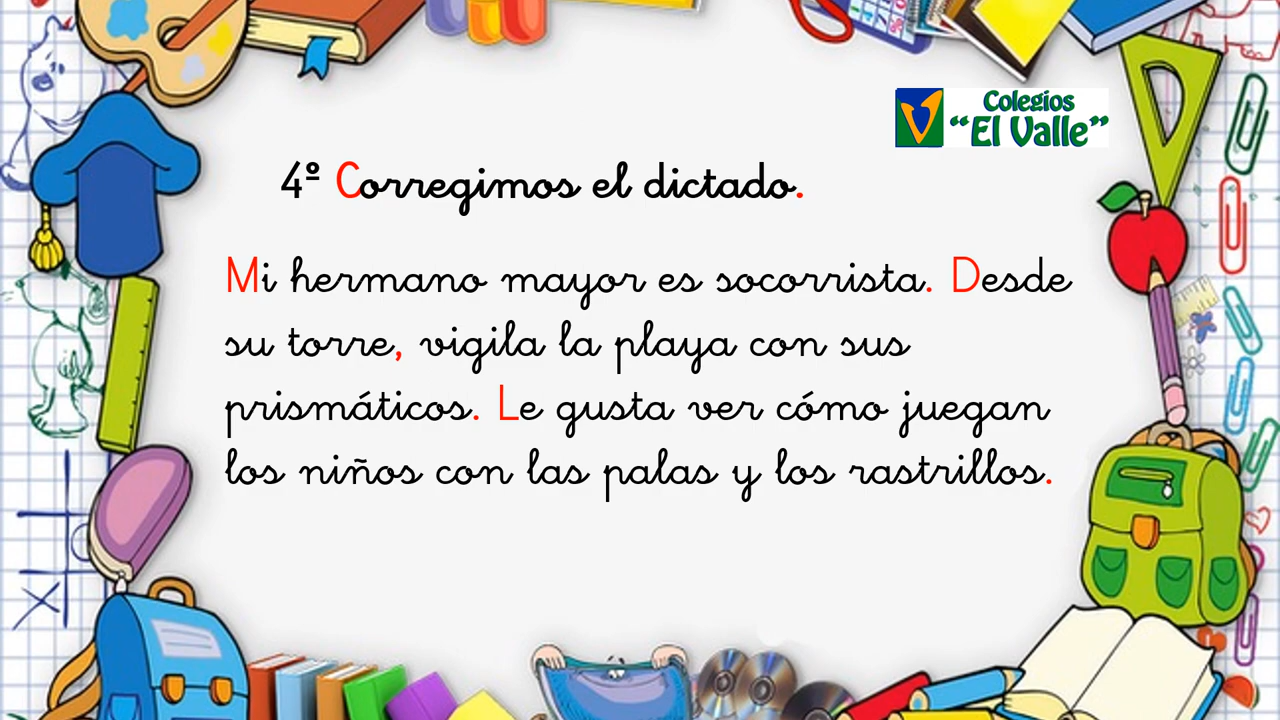 Colegios
"El Valle"
4º Corregimos el dictado.
Mi hermano mayor es socorrista. Desde
su torre, vigila la playa con sus
prismáticos. Le gusta ver cómo juegan
los niños con las palas y los rastrillos.